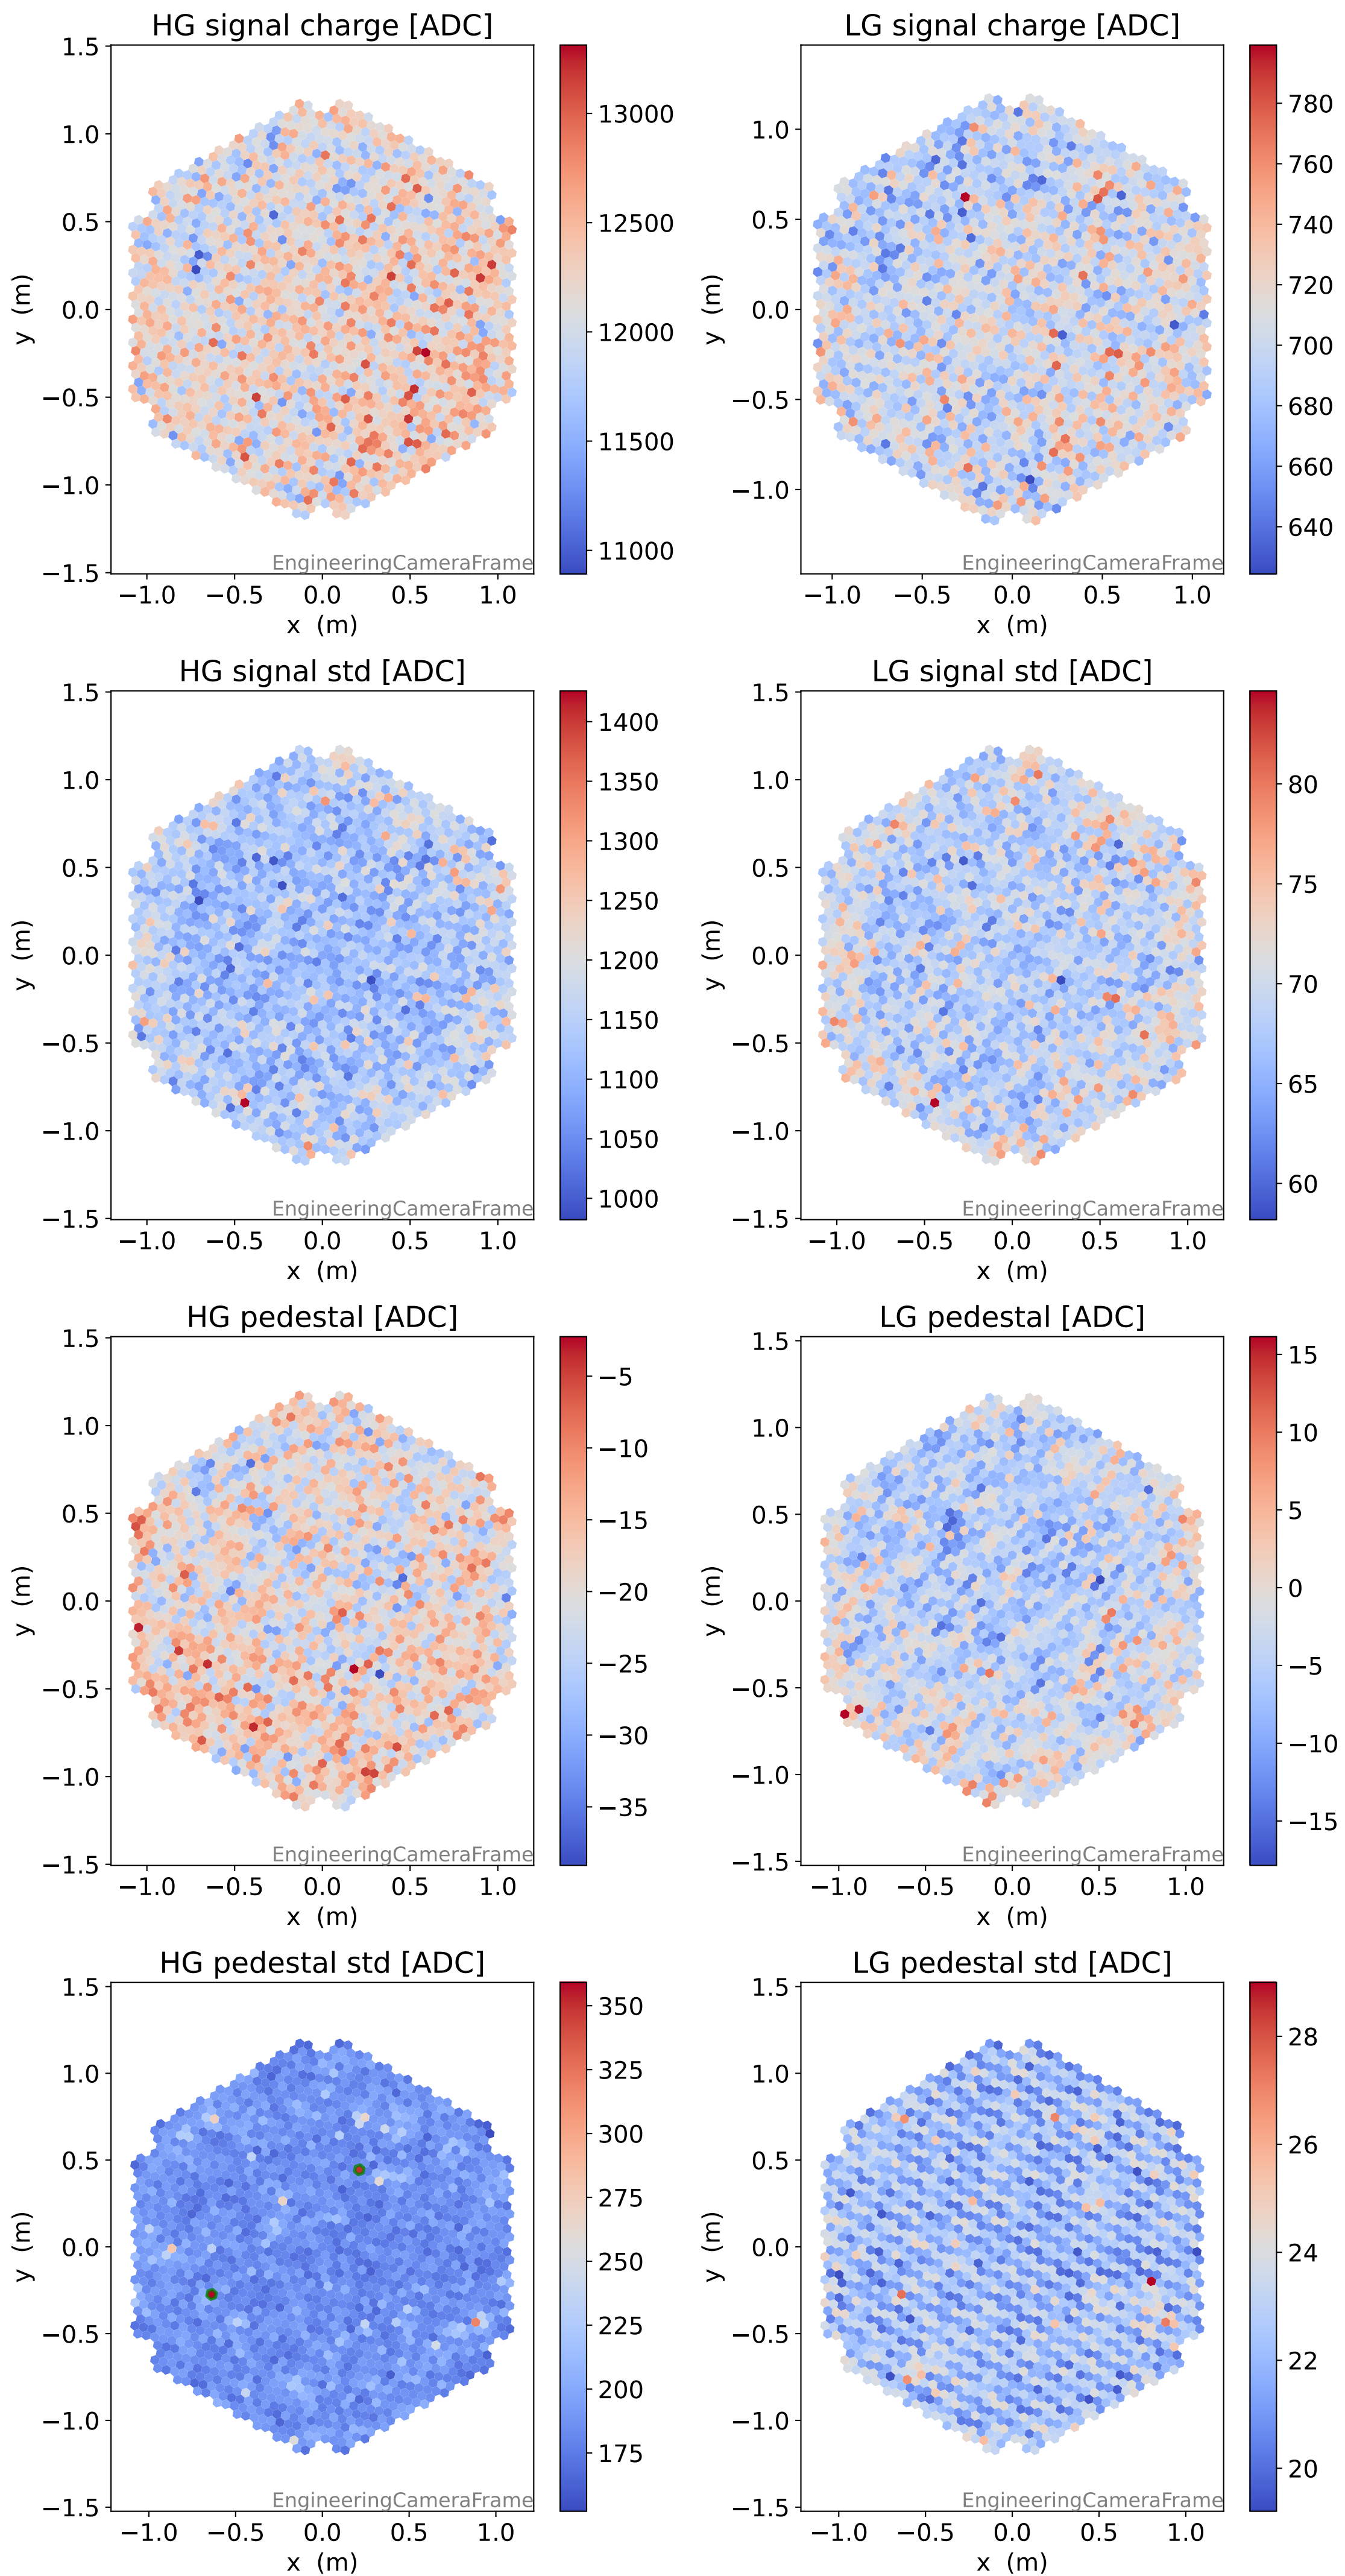 HG signal charge [ADC]
1.5
1.0
0.5
0.0
−0.5
−1.0
−1.5
y (m)
−1.0 −0.5 0.0 0.5 1.0
x (m)
EngineeringCameraFrame
13000
12500
12000
11500
11000
LG signal charge [ADC]
1.0
0.5
0.0
−0.5
−1.0
y (m)
−1.0 −0.5 0.0 0.5 1.0
x (m)
EngineeringCameraFrame
780
760
740
720
700
680
660
640
HG signal std [ADC]
1.5
1.0
0.5
0.0
−0.5
−1.0
−1.5
y (m)
−1.0 −0.5 0.0 0.5 1.0
x (m)
EngineeringCameraFrame
1400
1350
1300
1250
1200
1150
1100
1050
1000
LG signal std [ADC]
1.5
1.0
0.5
0.0
−0.5
−1.0
−1.5
y (m)
−1.0 −0.5 0.0 0.5 1.0
x (m)
EngineeringCameraFrame
80
75
70
65
60
HG pedestal [ADC]
1.5
1.0
0.5
0.0
−0.5
−1.0
−1.5
y (m)
−1.0 −0.5 0.0 0.5 1.0
x (m)
EngineeringCameraFrame
−5
−10
−15
−20
−25
−30
−35
LG pedestal [ADC]
1.5
1.0
0.5
0.0
−0.5
−1.0
−1.5
y (m)
−1.0 −0.5 0.0 0.5 1.0
x (m)
EngineeringCameraFrame
15
10
5
0
−5
−10
−15
HG pedestal std [ADC]
1.5
1.0
0.5
0.0
−0.5
−1.0
−1.5
y (m)
−1.0 −0.5 0.0 0.5 1.0
x (m)
EngineeringCameraFrame
350
325
300
275
250
225
200
175
LG pedestal std [ADC]
1.5
1.0
0.5
0.0
−0.5
−1.0
−1.5
y (m)
−1.0 −0.5 0.0 0.5 1.0
x (m)
EngineeringCameraFrame
28
26
24
22
20